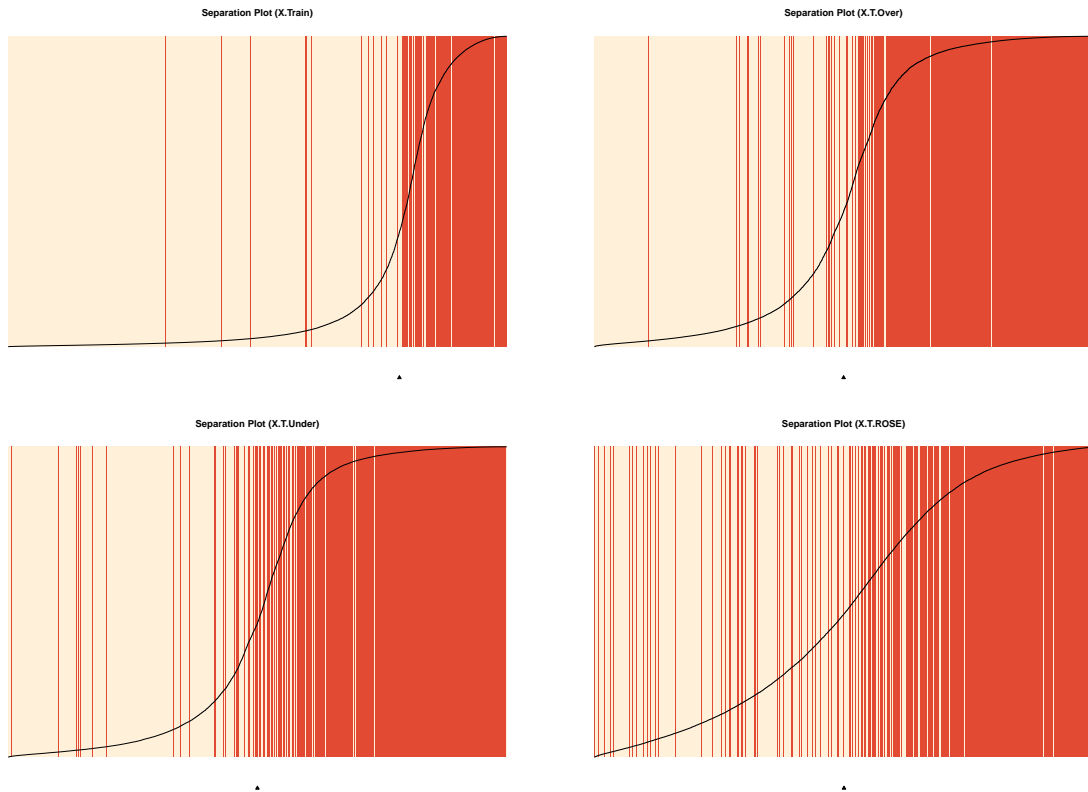 Separation Plot (X.Train)
Separation Plot (X.T.Over)
Separation Plot (X.T.Under)
Separation Plot (X.T.ROSE)